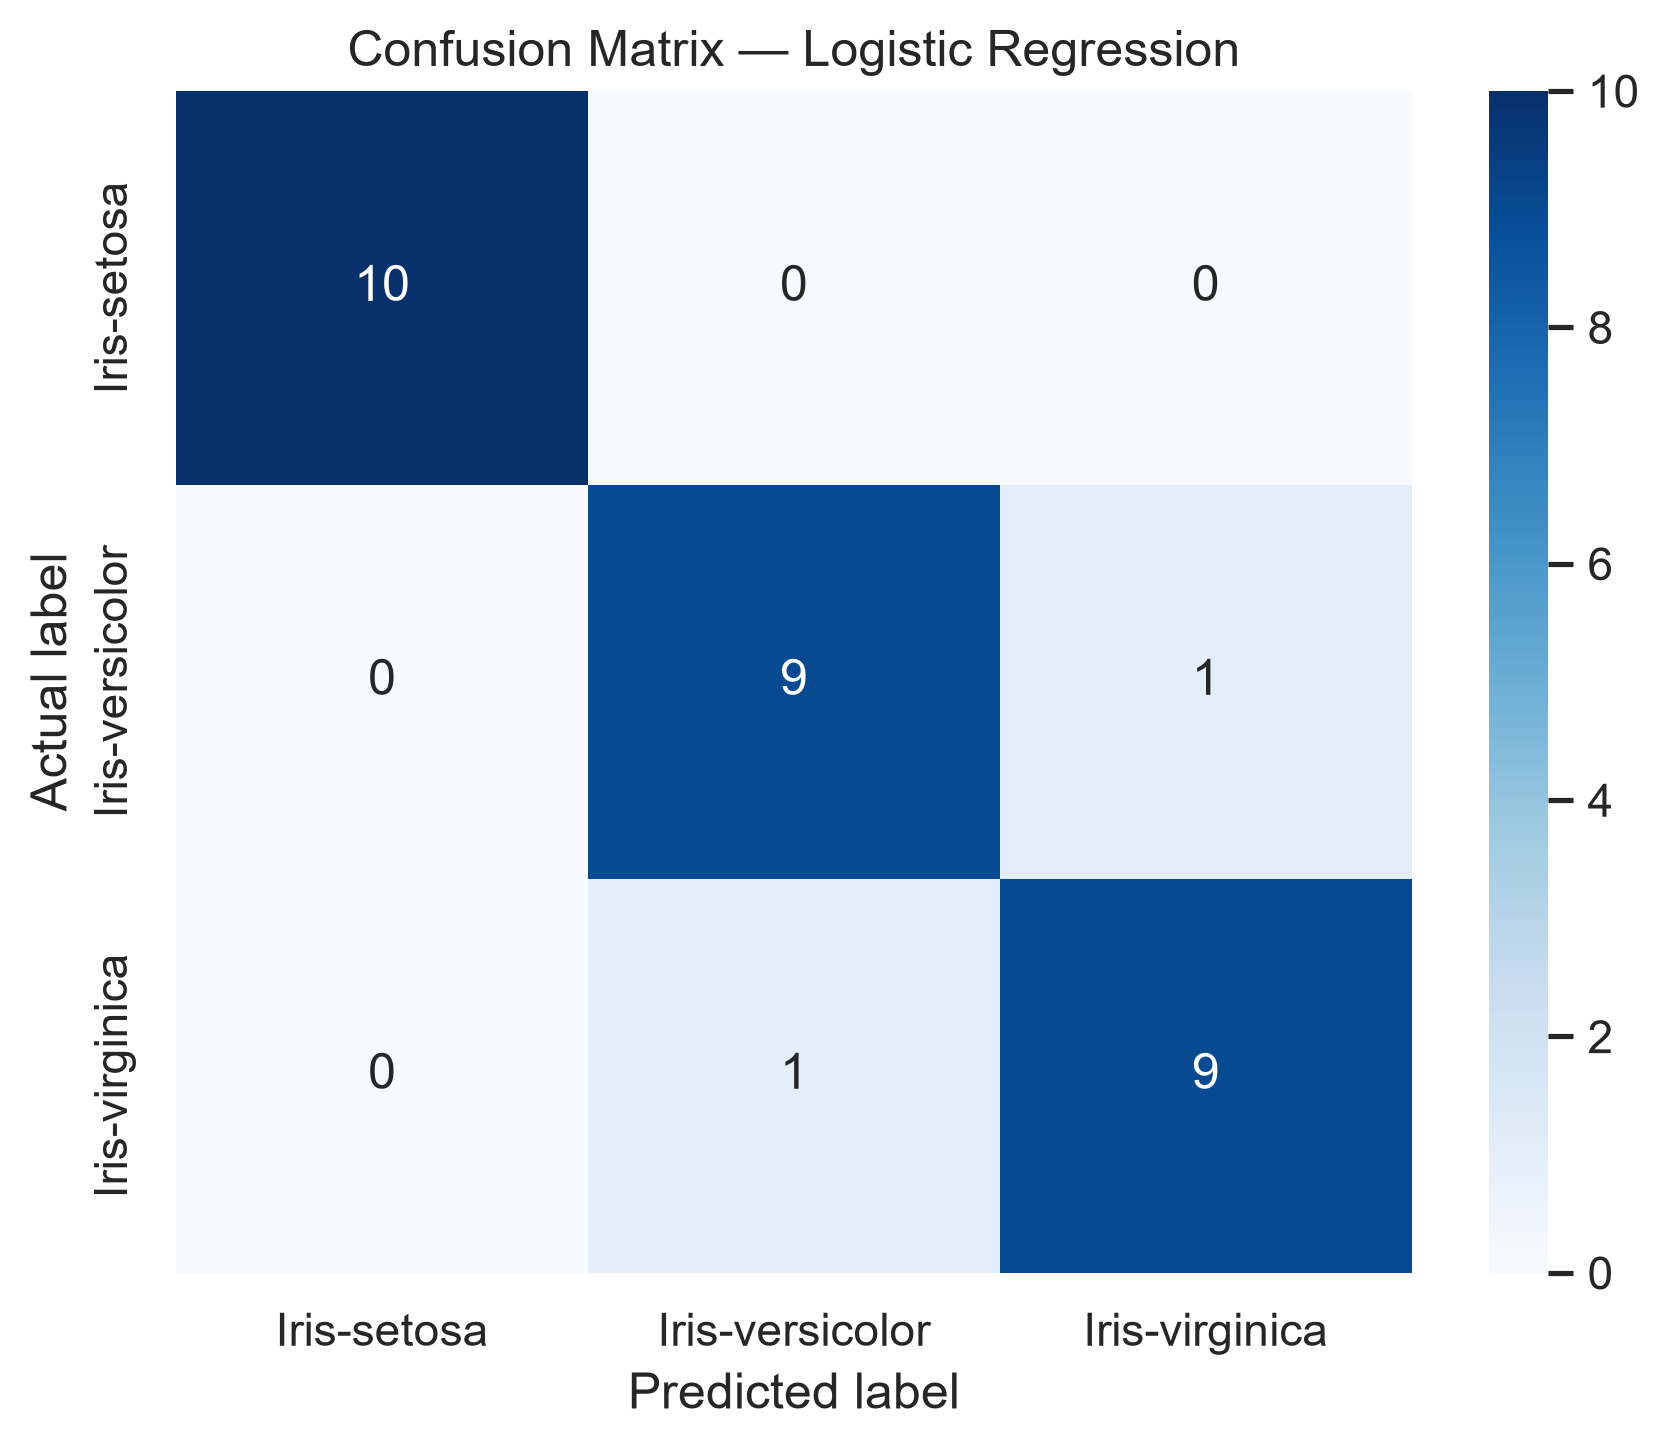 Confusion Matrix — Logistic Regression
Actual label
Iris-setosa
10 0 0
Iris-versicolor
0 9 1
Iris-virginica
0 1 9
Iris-setosa Iris-versicolor Iris-virginica
Predicted label
10
8
6
4
2
0